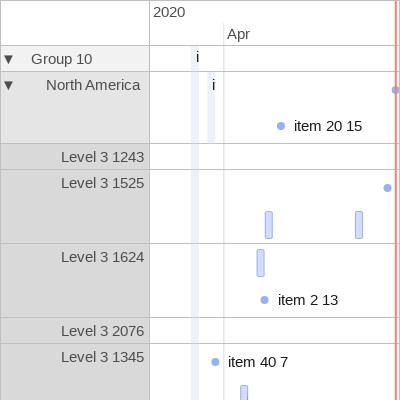 2020
Apr
▼ Group 10 i
▼ North America i
item 20 15
Level 3 1243
Level 3 1525
Level 3 1624
item 2 13
Level 3 2076
Level 3 1345 item 40 7